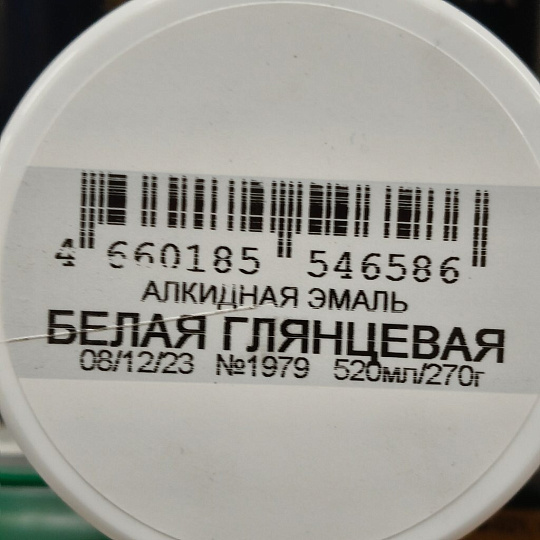 4 660185 546586
АЛКИДНАЯ ЭМАЛЬ
БЕЛАЯ ГЛЯНЦЕВАЯ
08/12/23 №1979 520мл/270г